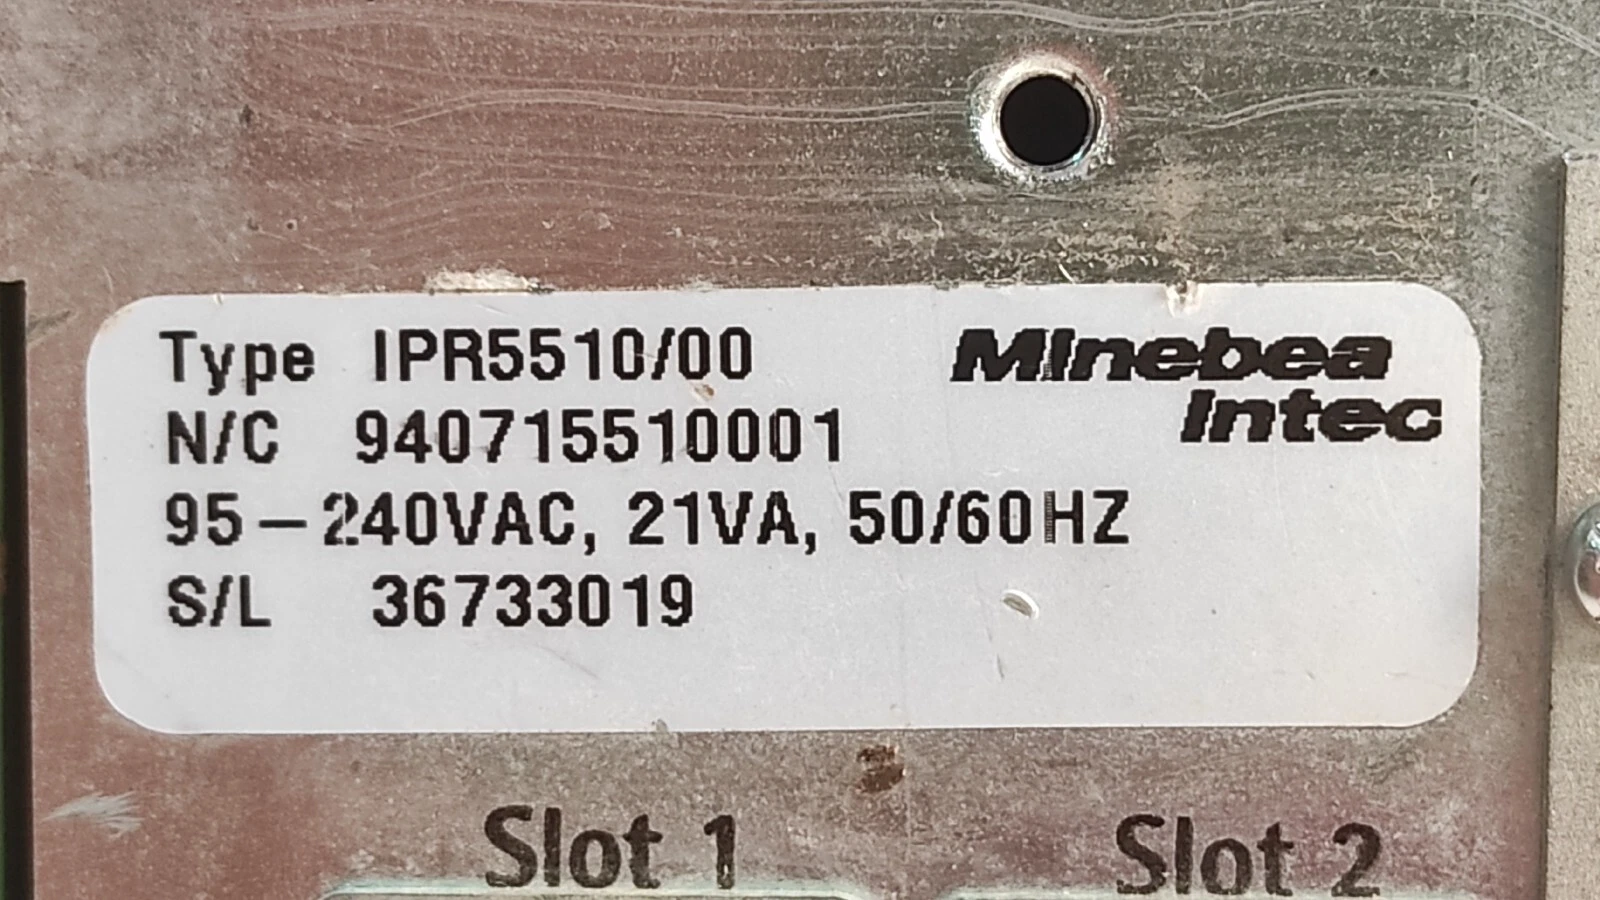 Type IPR5510/00
Minebea
Intec
N/C 940715510001
95-240VAC, 21VA, 50/60HZ
S/L 36733019
Slot 1
Slot 2